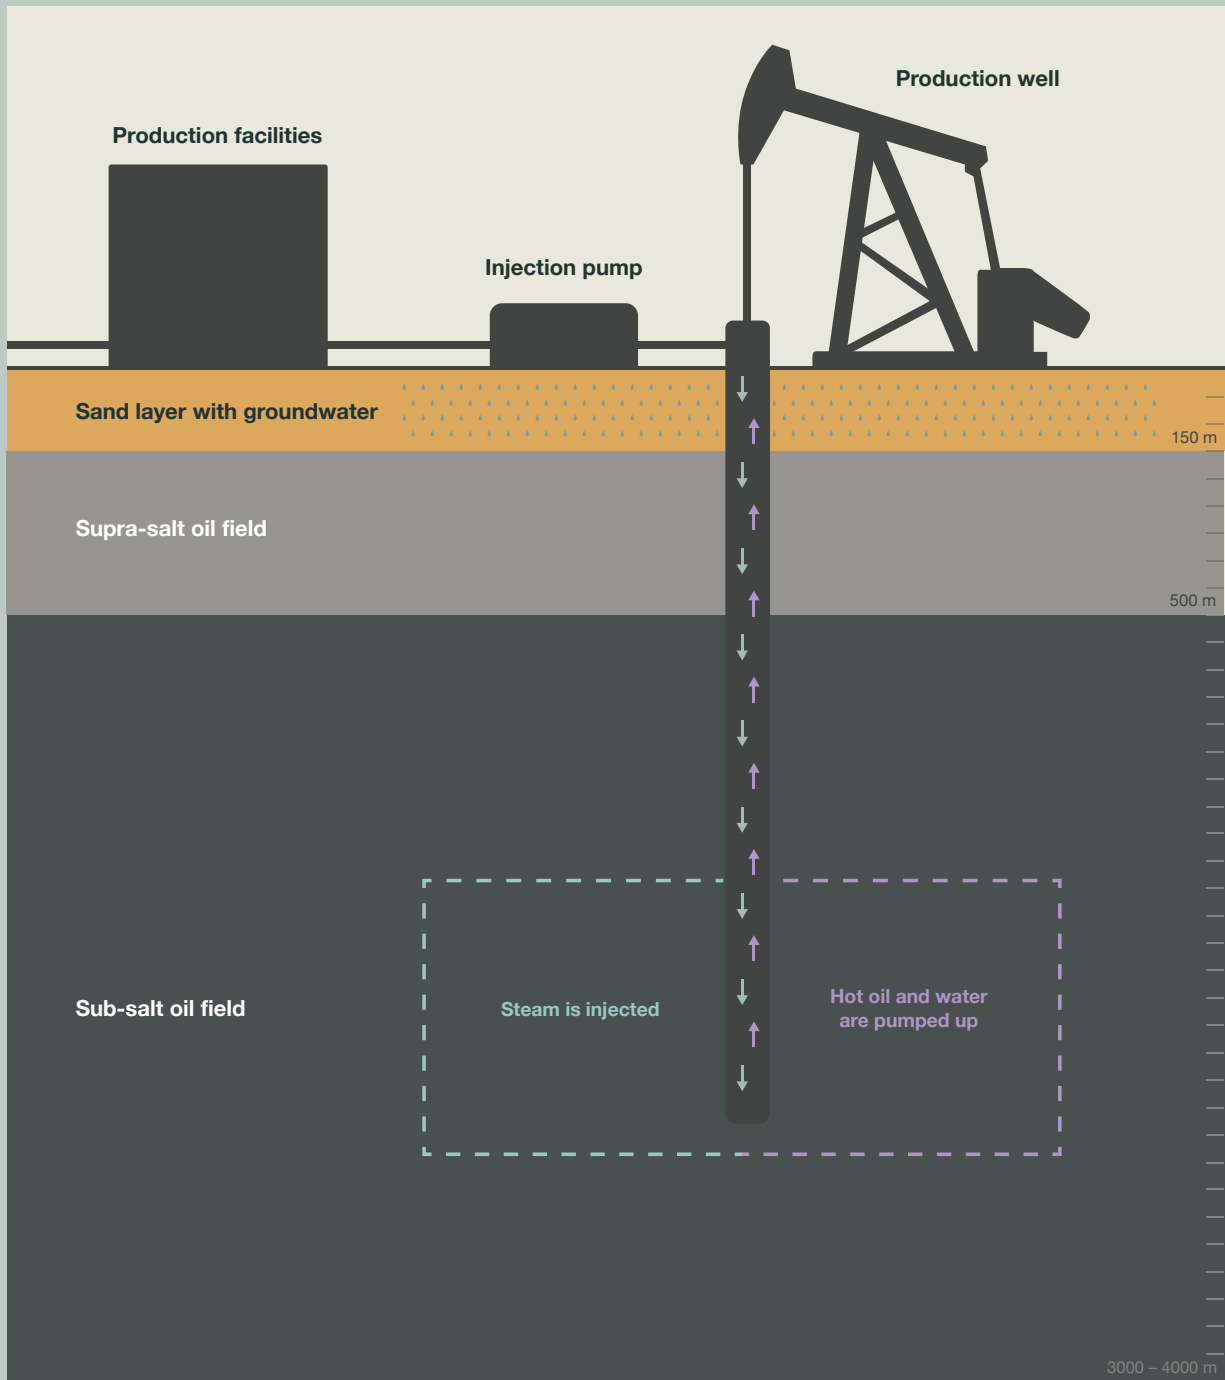 Production well
Production facilities
Injection pump
Sand layer with groundwater
150 m
Supra-salt oil field
500 m
Sub-salt oil field
Steam is injected
Hot oil and water
are pumped up
3000 – 4000 m